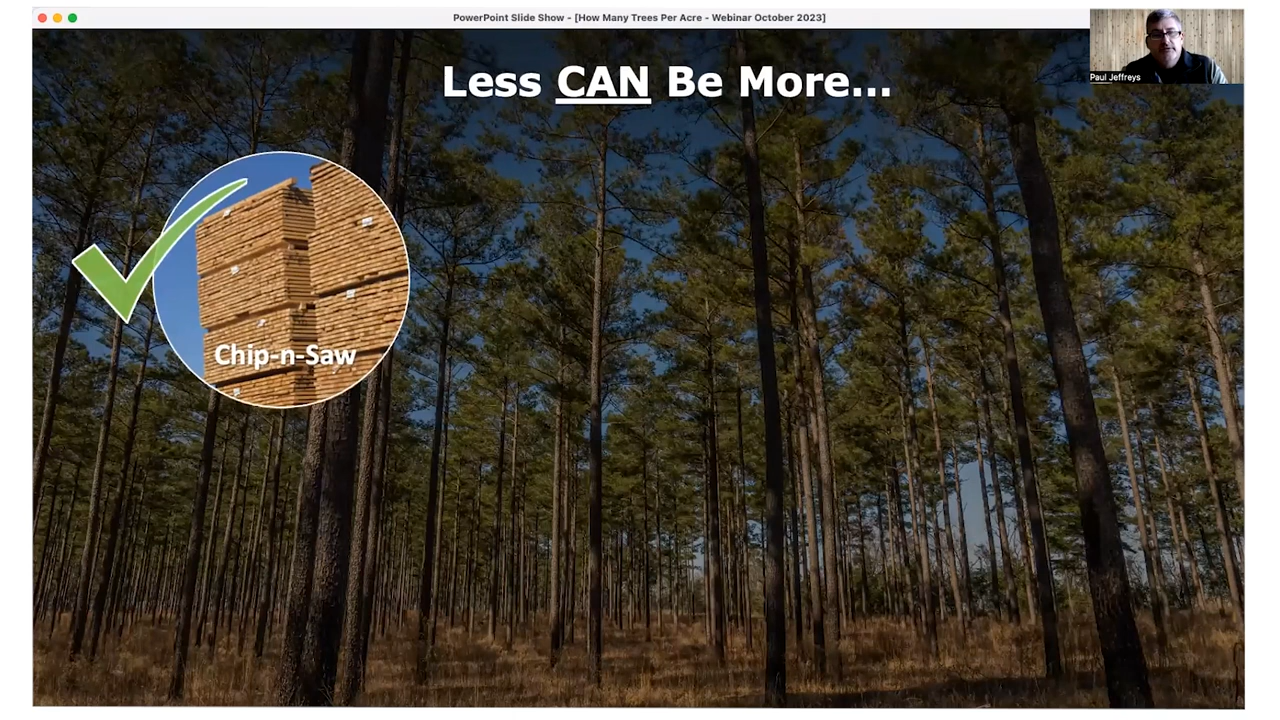 PowerPoint Slide Show - [How Many Trees Per Acre - Webinar October 2023]
Paul Jeffreys
Less CAN Be More...
Chip-n-Saw